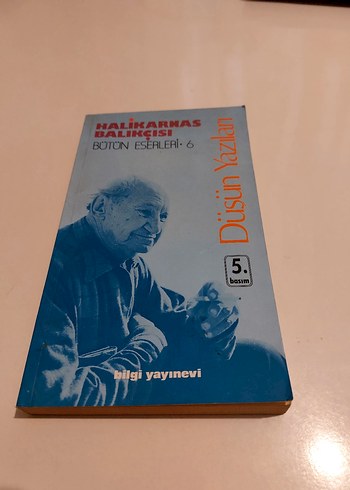 HALİKARNAS
BALIKÇISI
BÜTÜN ESERLERİ • 6
Düşün Yazıları
5.
basım
bilgi yayınevi